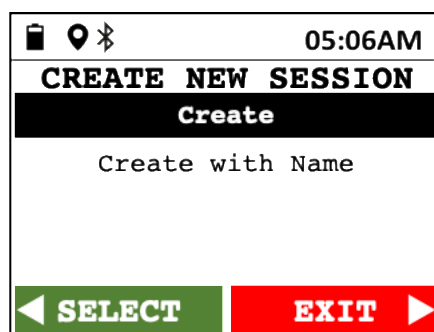 05:06AM
CREATE NEW SESSION
Create
Create with Name
SELECT EXIT